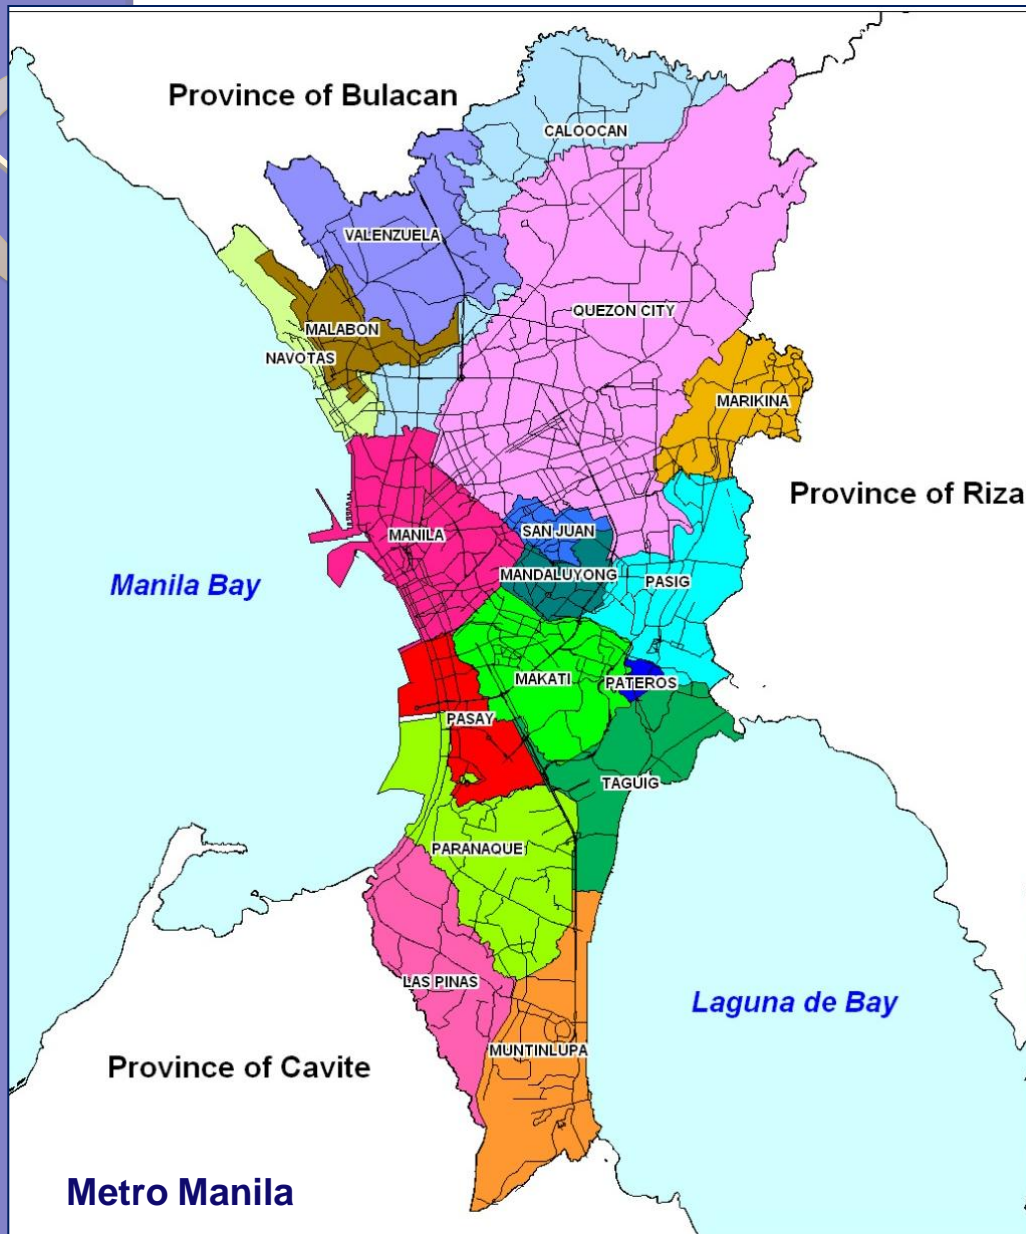 Province of Bulacan
CALOOCAN
VALENZUELA
QUEZON CITY
MALABON
NAVOTAS
MARIKINA
Province of Riza
SAN JUAN
MANILA
MANDALUYONG
PASIG
Manila Bay
MAKATI
PATEROS
PASAY
TAGUIG
PARANAQUE
LAS PINAS
Laguna de Bay
MUNTINLUPA
Province of Cavite
Metro Manila